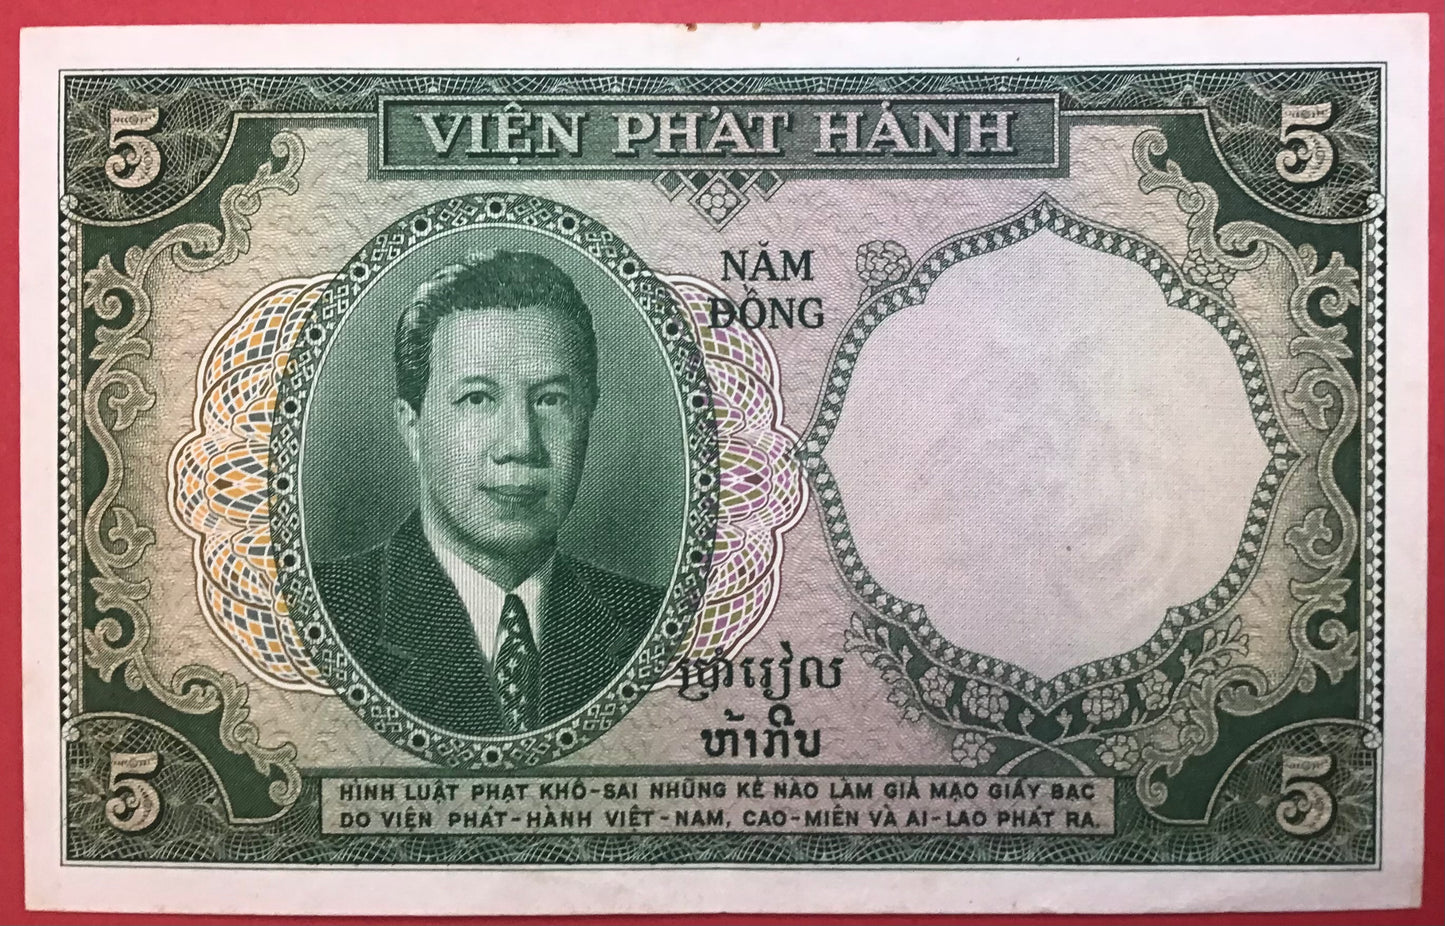 VIỆN PHÁT HÀNH
5
5
NĂM
ĐỒNG
ប្រាំរៀល
ຫ້າກີບ
5
5
HÌNH LUẬT PHẠT KHỔ-SAI NHỮNG KẺ NÀO LÀM GIẢ MẠO GIẤY BẠC
DO VIỆN PHÁT-HÀNH VIỆT-NAM, CAO-MIÊN VÀ AI-LAO PHÁT RA.